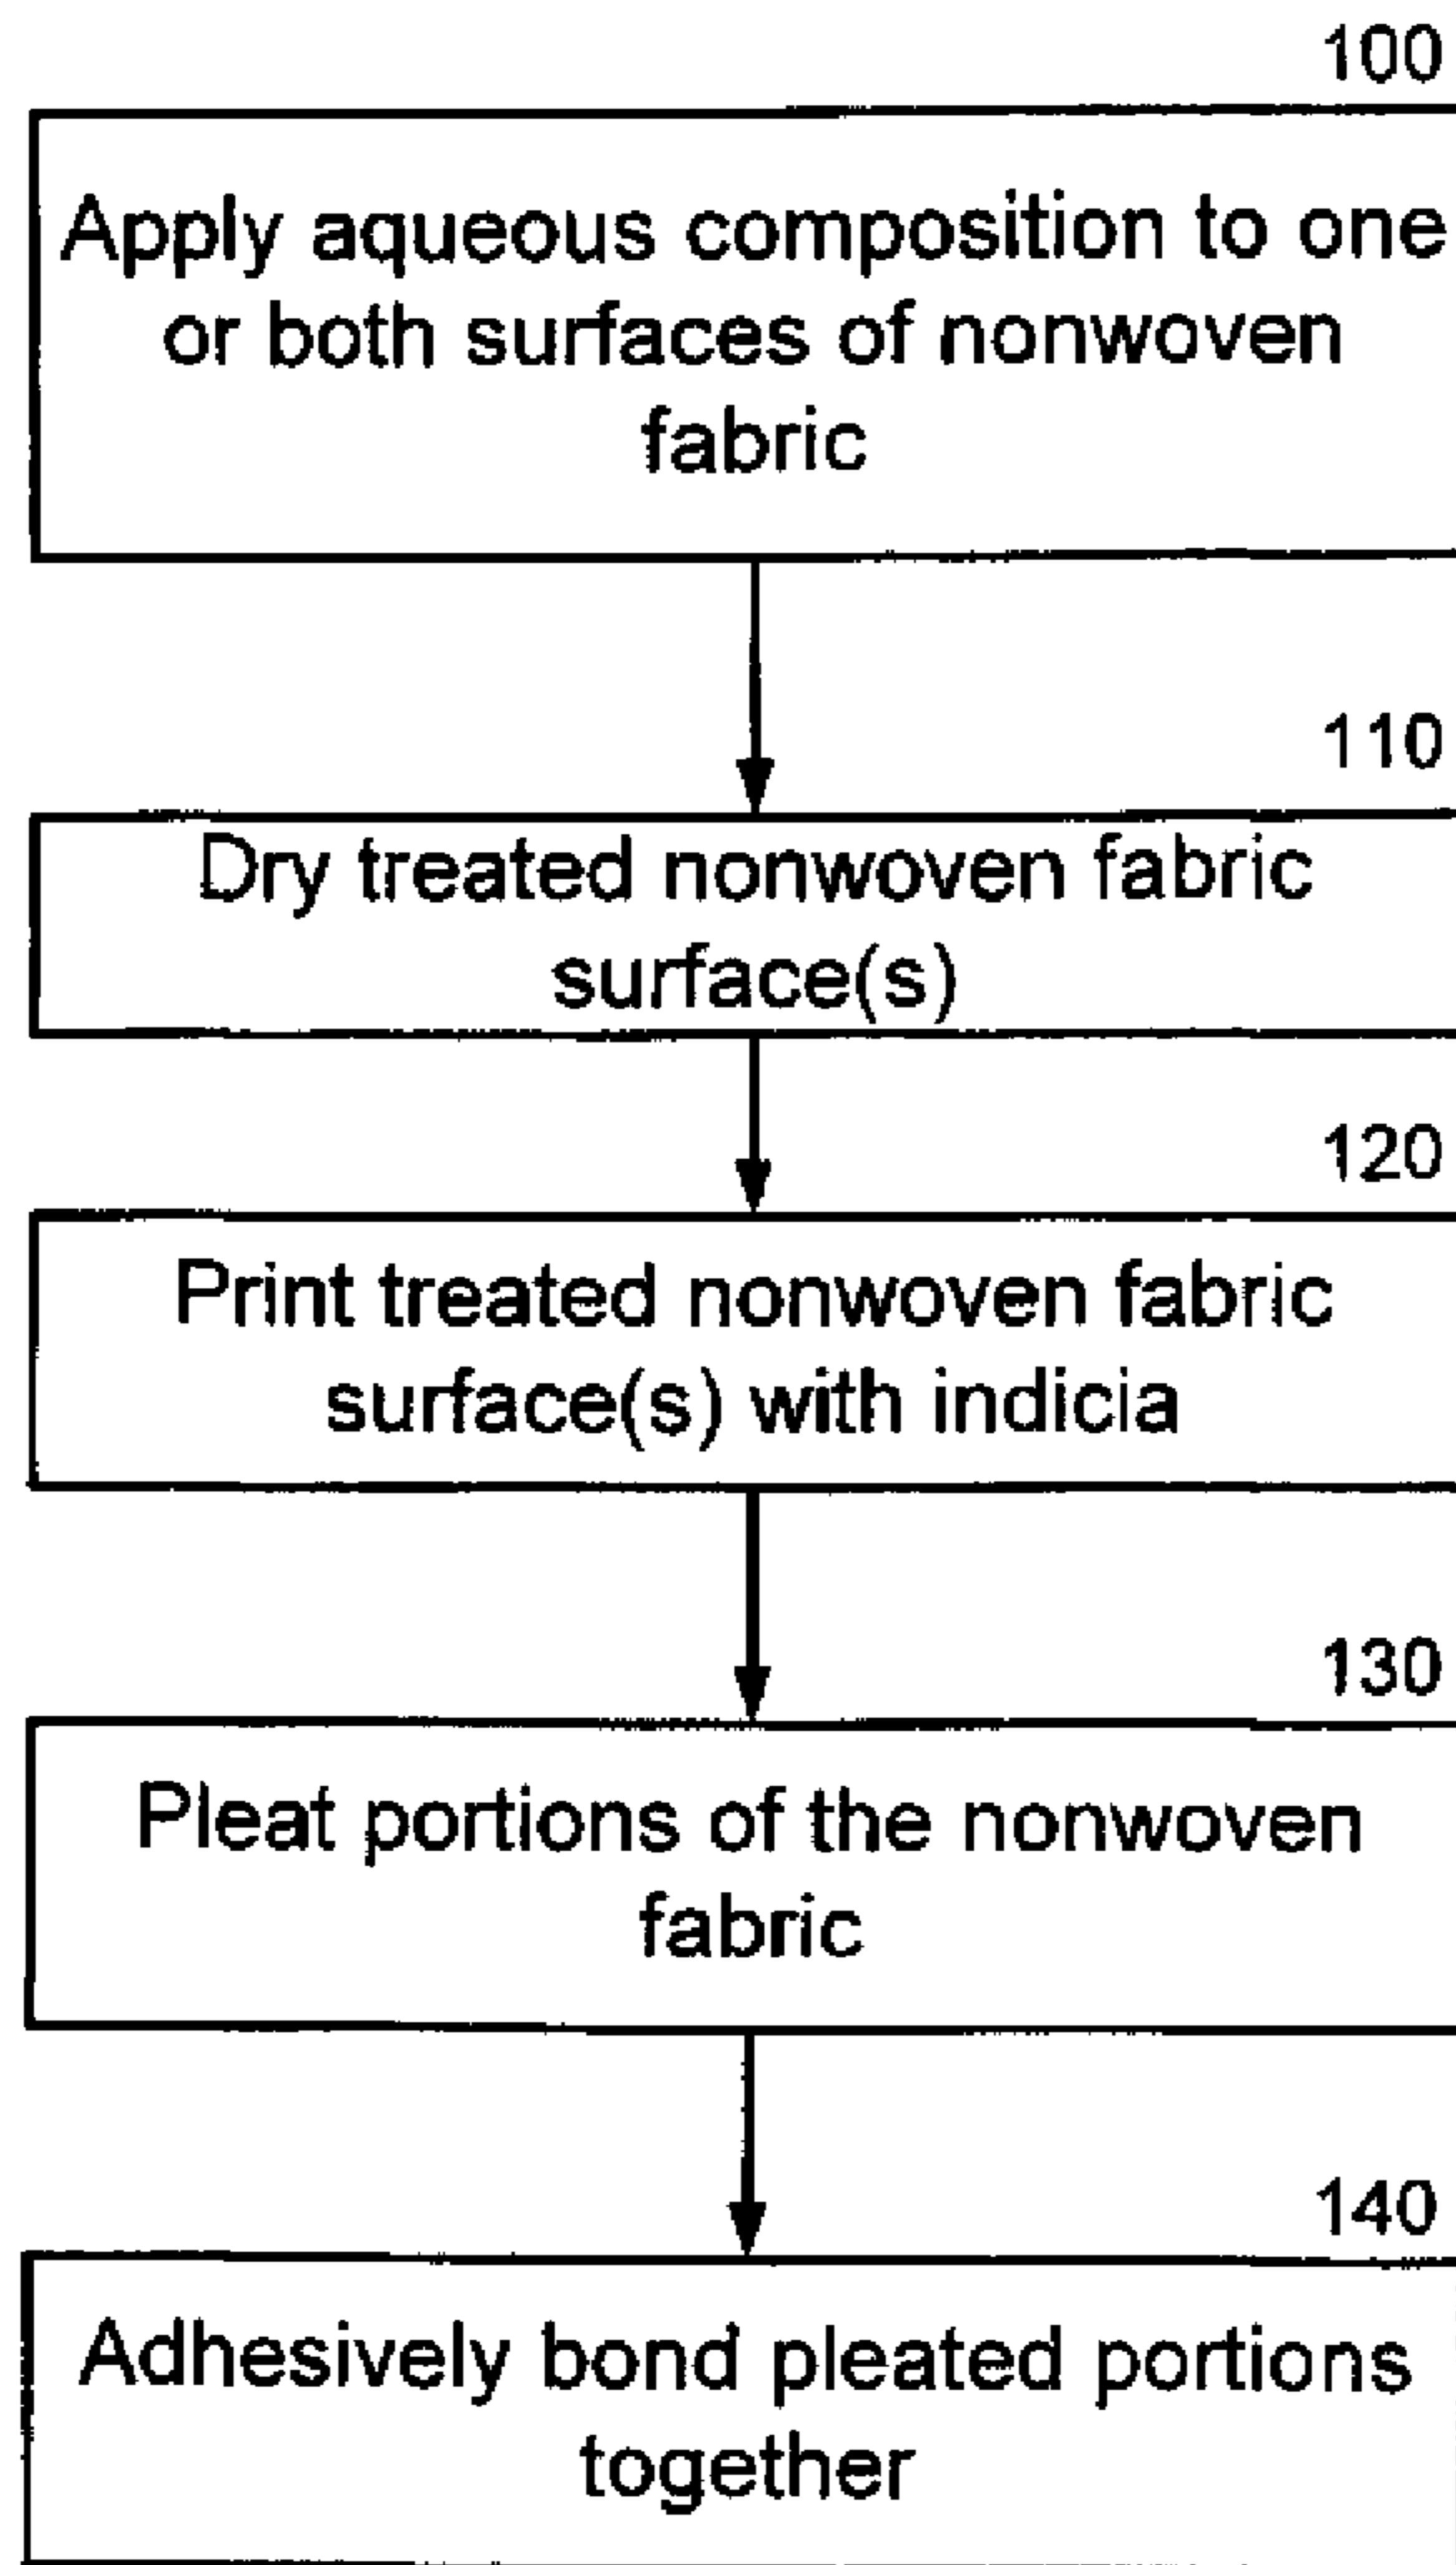 100
Apply aqueous composition to one
or both surfaces of nonwoven
fabric
110
Dry treated nonwoven fabric
surface(s)
120
Print treated nonwoven fabric
surface(s) with indicia
130
Pleat portions of the nonwoven
fabric
140
Adhesively bond pleated portions
together